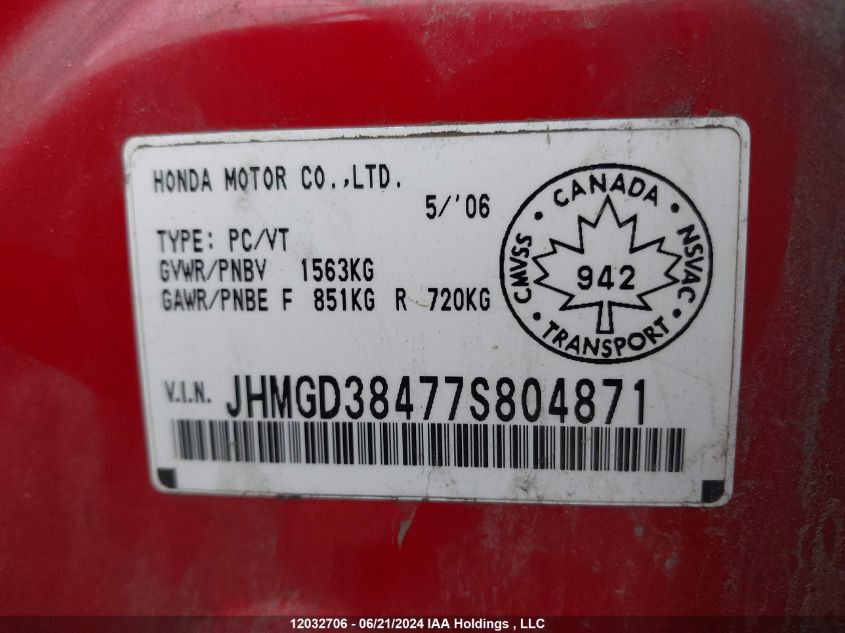 HONDA MOTOR CO.,LTD.
5/'06
TYPE: PC/VT
GVWR/PNBV 1563KG
GAWR/PNBE F 851KG R 720KG
CANADA • NSVAC • TRANSPORT • CMVSS •
942
V.I.N. JHMGD38477S804871
12032706 - 06/21/2024 IAA Holdings , LLC